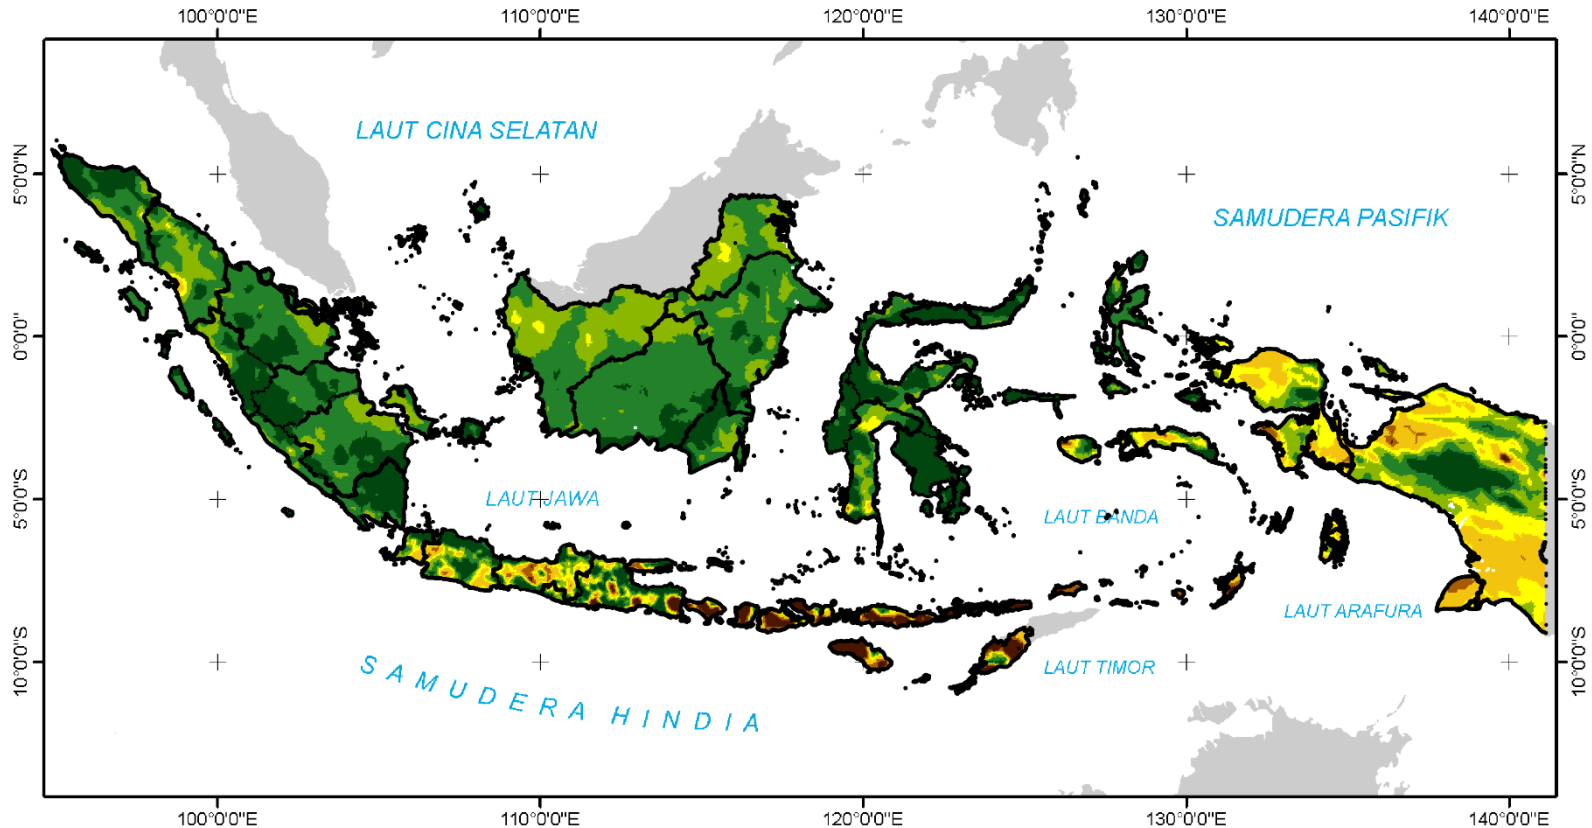 100°0'0"E 110°0'0"E 120°0'0"E 130°0'0"E 140°0'0"E
LAUT CINA SELATAN
5°0'0"N 5°0'0"N
SAMUDERA PASIFIK
0°0'0" 0°0'0"
5°0'0"S 5°0'0"S
LAUT JAWA
LAUT BANDA
LAUT ARAFURA
10°0'0"S 10°0'0"S
LAUT TIMOR
SAMUDERA HINDIA
100°0'0"E 110°0'0"E 120°0'0"E 130°0'0"E 140°0'0"E